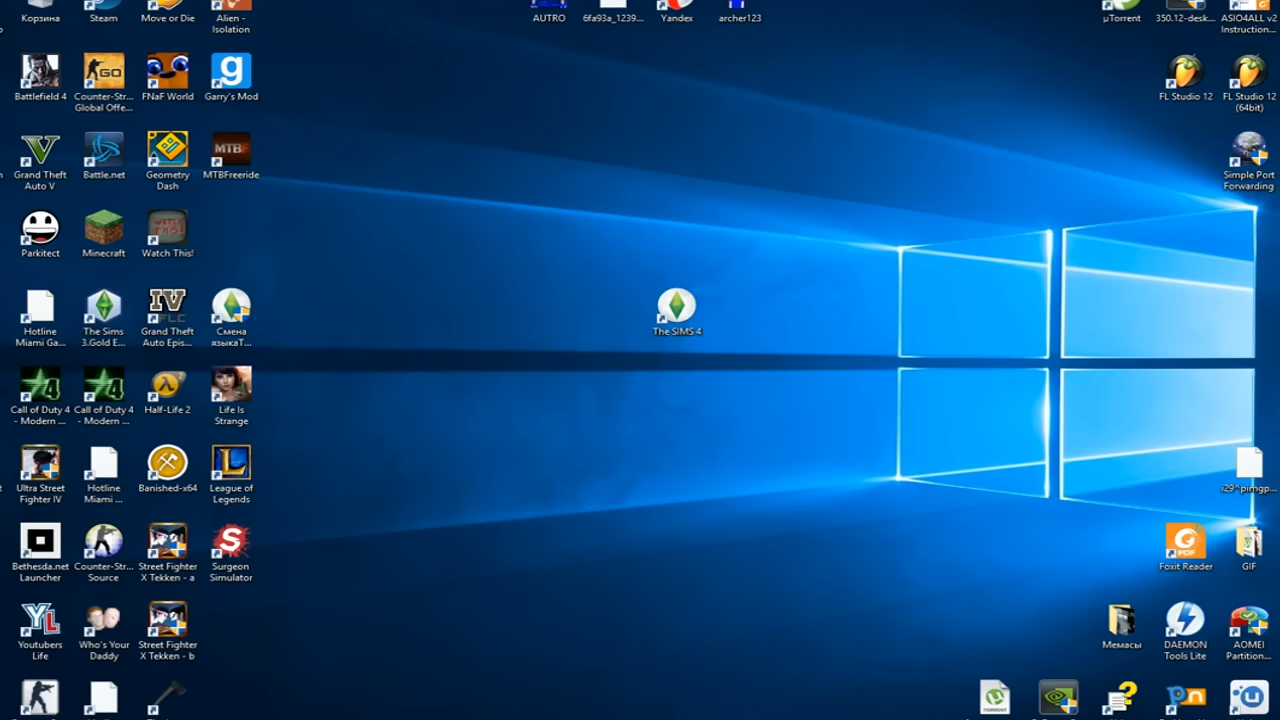 Корзина
Steam
Move or Die
Alien -
Isolation
AUTRO
6fa93a_1239...
Yandex
archer123
µTorrent
350.12-desk...
ASIO4ALL v2
Instruction...
Battlefield 4
Counter-Str...
Global Offe...
FNaF World
Garry's Mod
FL Studio 12
FL Studio 12
(64bit)
Grand Theft
Auto V
Battle.net
Geometry
Dash
MTBFreeride
Simple Port
Forwarding
Parkitect
Minecraft
Watch This!
Hotline
Miami Ga...
The Sims
3.Gold E...
Grand Theft
Auto Epis...
Смена
языкаT...
The SIMS 4
Call of Duty 4
- Modern ...
Call of Duty 4
- Modern ...
Half-Life 2
Life Is
Strange
Ultra Street
Fighter IV
Hotline
Miami ...
Banished-x64
League of
Legends
Bethesda.net
Launcher
Counter-Str...
Source
Street Fighter
X Tekken - a
Surgeon
Simulator
Foxit Reader
GIF
Youtubers
Life
Who's Your
Daddy
Street Fighter
X Tekken - b
Мемасы
DAEMON
Tools Lite
AOMEI
Partition...